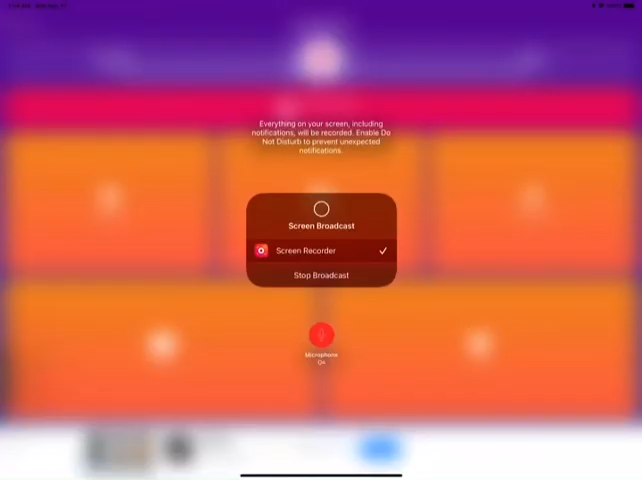 Everything on your screen, including
notifications, will be recorded. Enable Do
Not Disturb to prevent unexpected
notifications.
Screen Broadcast
Screen Recorder
Stop Broadcast
Microphone
On